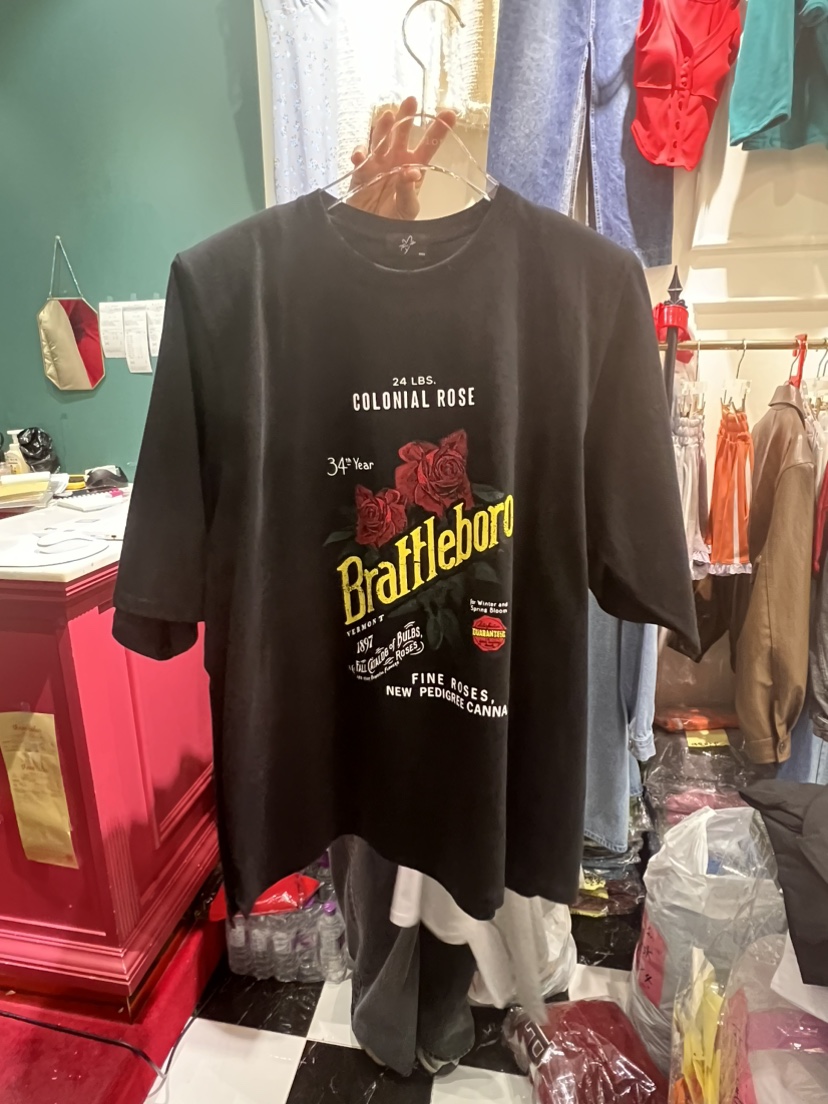 24 LBS.
COLONIAL ROSE
34th Year
Brattleboro
VERMONT
1897
FALL CATALOG of BULBS,
ROSES
for Winter and
Spring Bloom
GUARANTEED
FINE ROSES,
NEW PEDIGREE CANNA